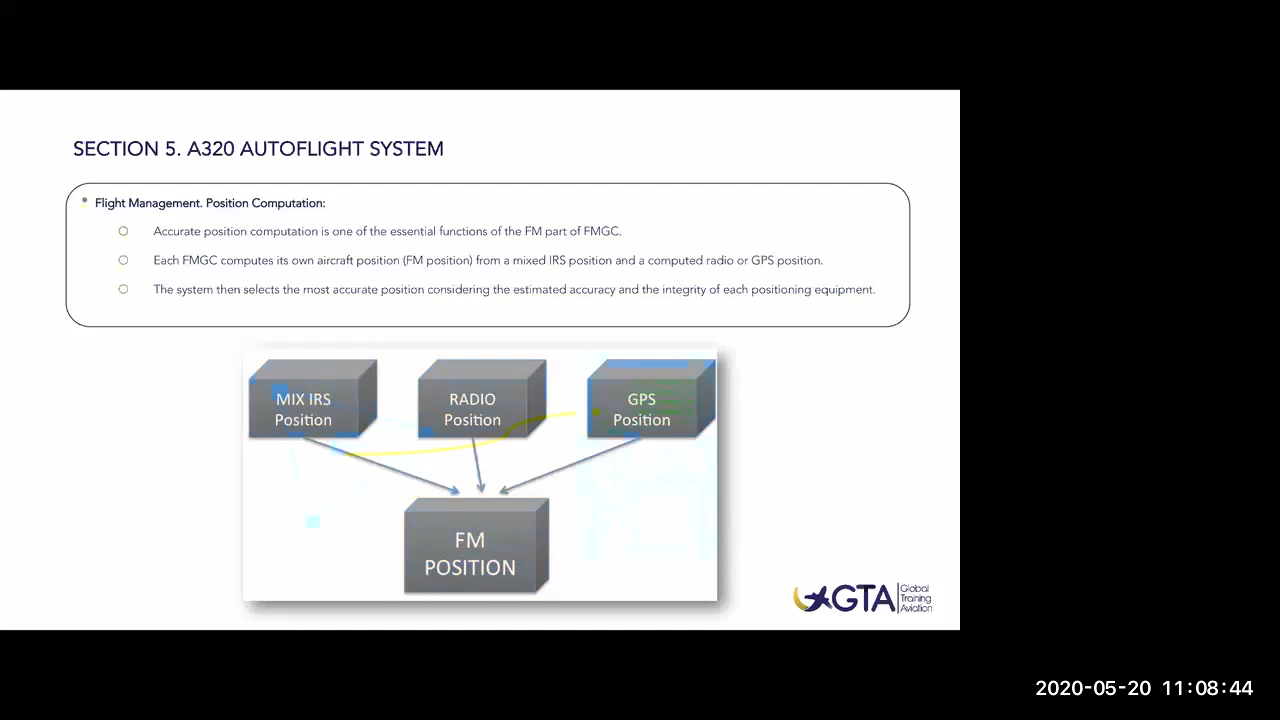 SECTION 5. A320 AUTOFLIGHT SYSTEM
Flight Management. Position Computation:
Accurate position computation is one of the essential functions of the FM part of FMGC.
Each FMGC computes its own aircraft position (FM position) from a mixed IRS position and a computed radio or GPS position.
The system then selects the most accurate position considering the estimated accuracy and the integrity of each positioning equipment.
MIX IRS
Position
RADIO
Position
GPS
Position
FM
POSITION
GTA
Global
Training
Aviation
2020-05-20 11:08:44